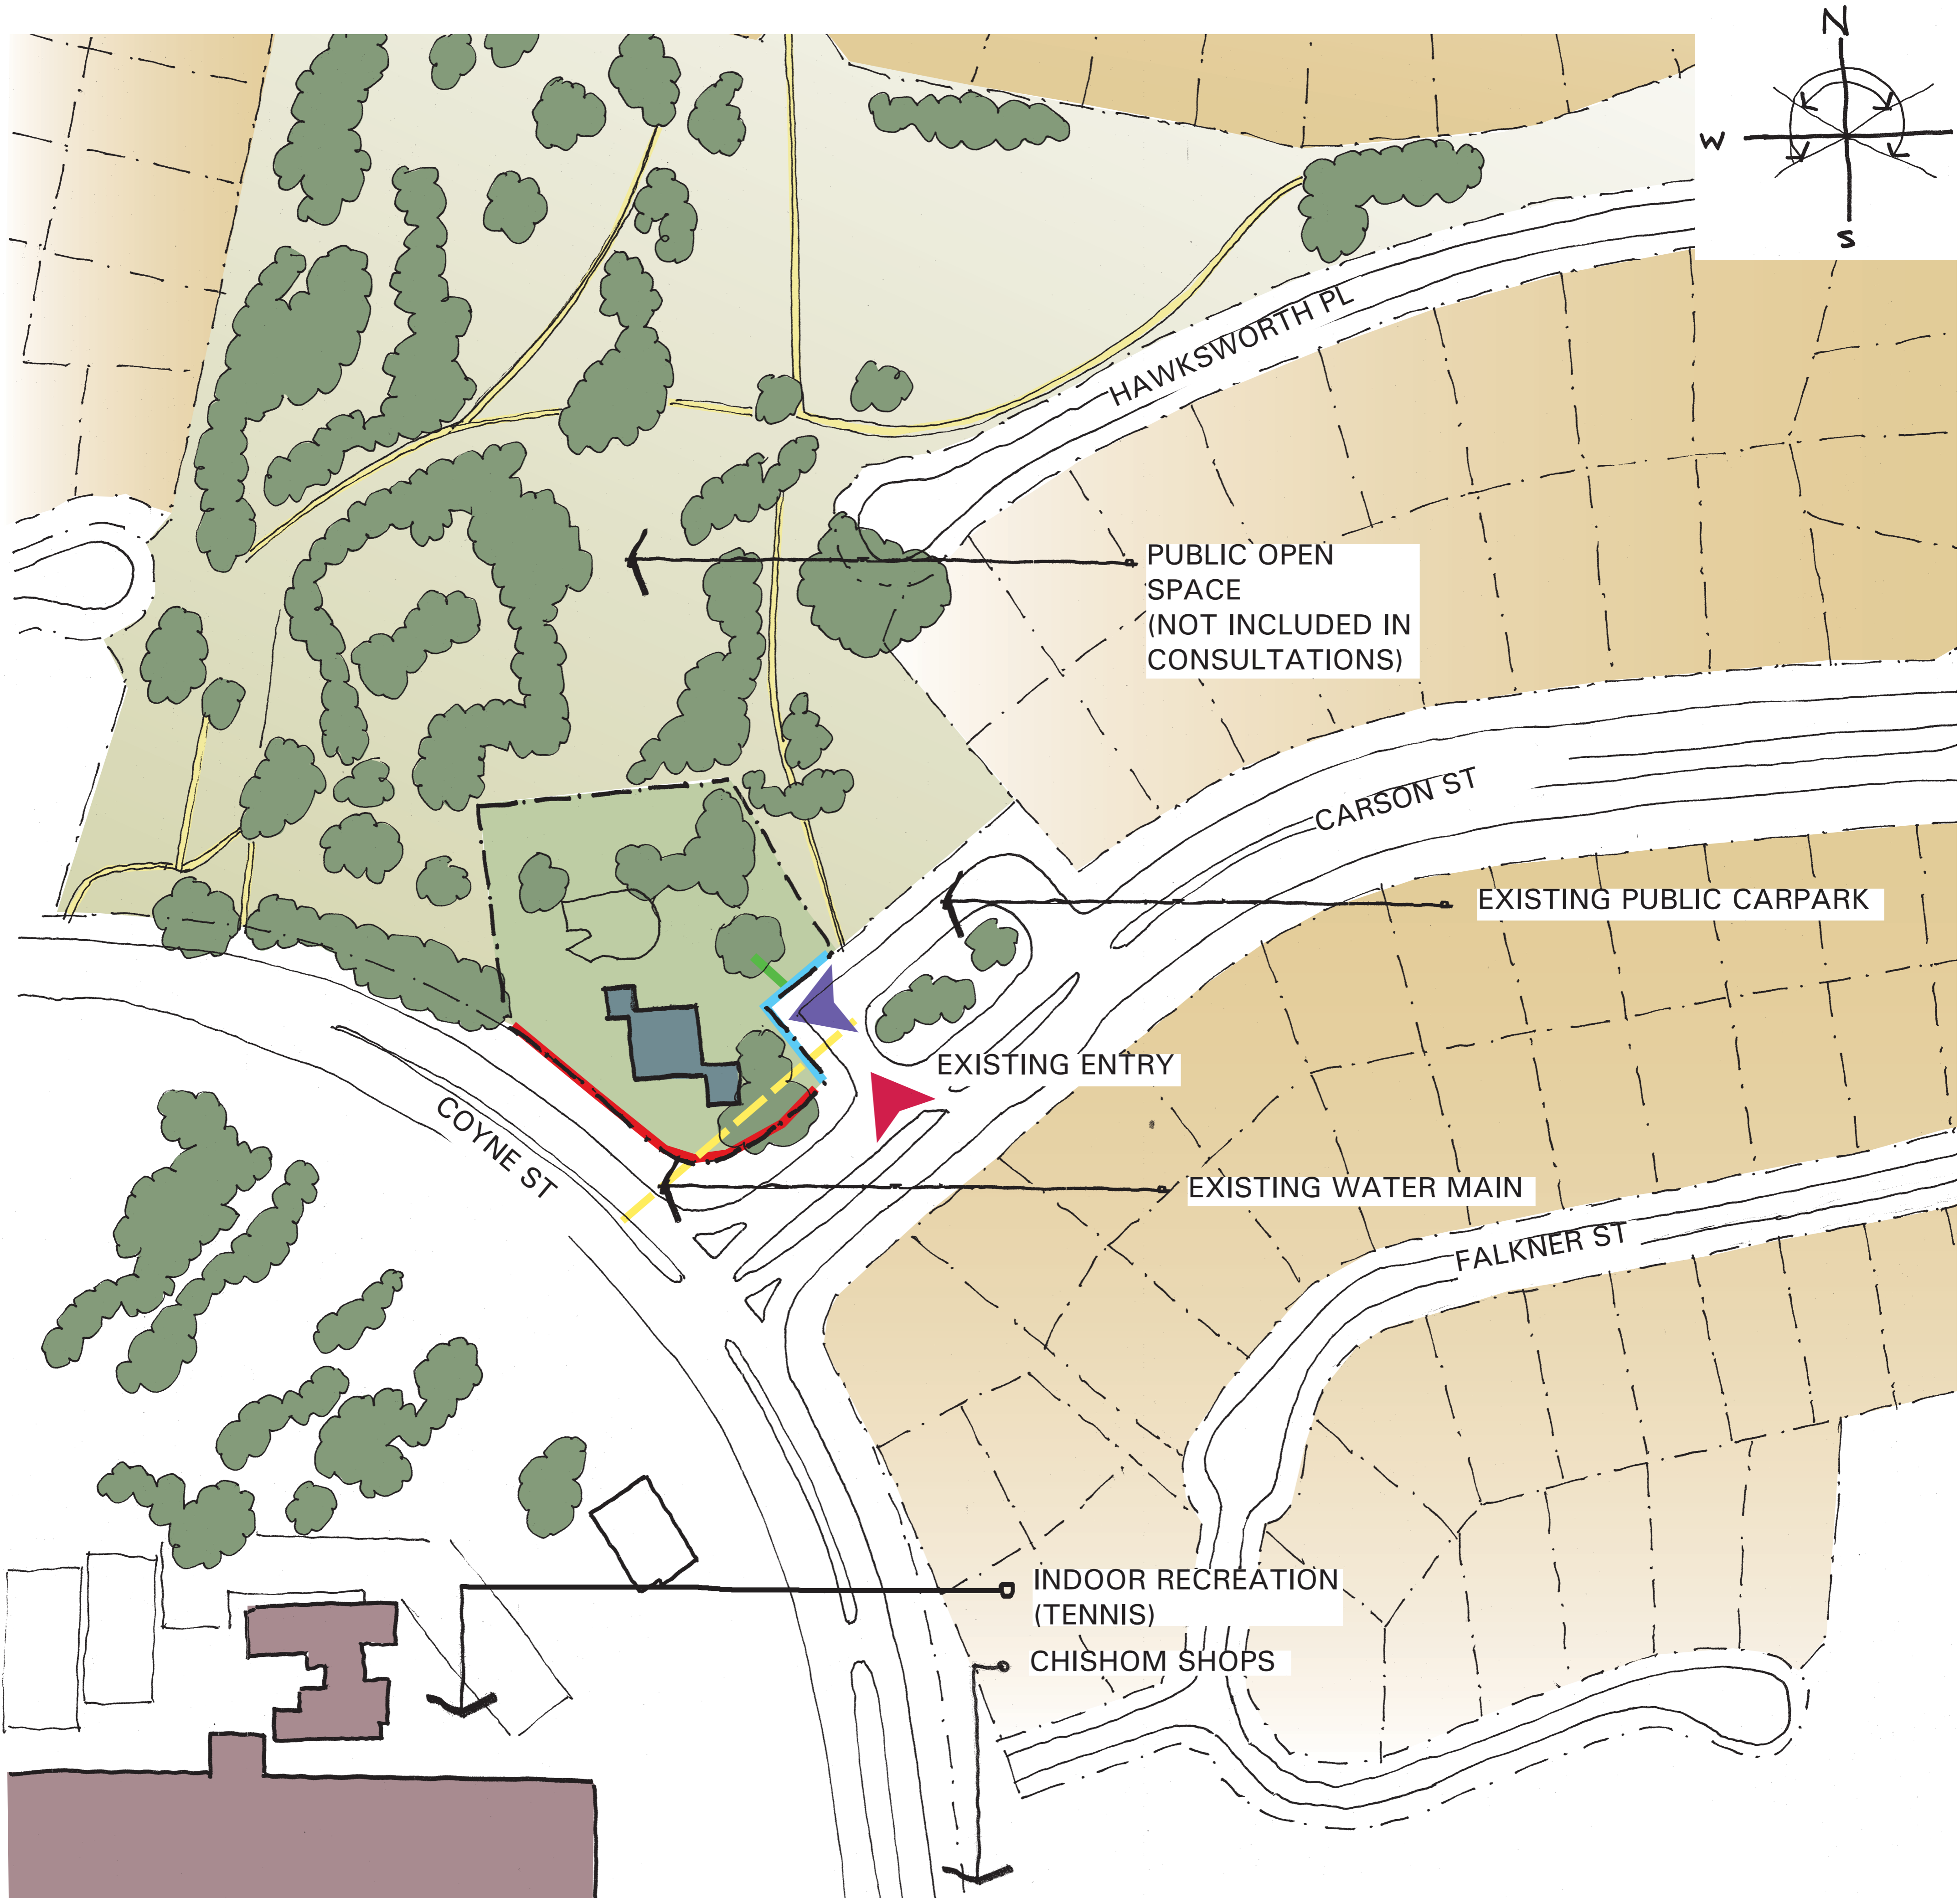 N
W
S
HAWKSWORTH PL
PUBLIC OPEN
SPACE
(NOT INCLUDED IN
CONSULTATIONS)
CARSON ST
EXISTING PUBLIC CARPARK
EXISTING ENTRY
COYNE ST
EXISTING WATER MAIN
FALKNER ST
INDOOR RECREATION
(TENNIS)
CHISHOM SHOPS